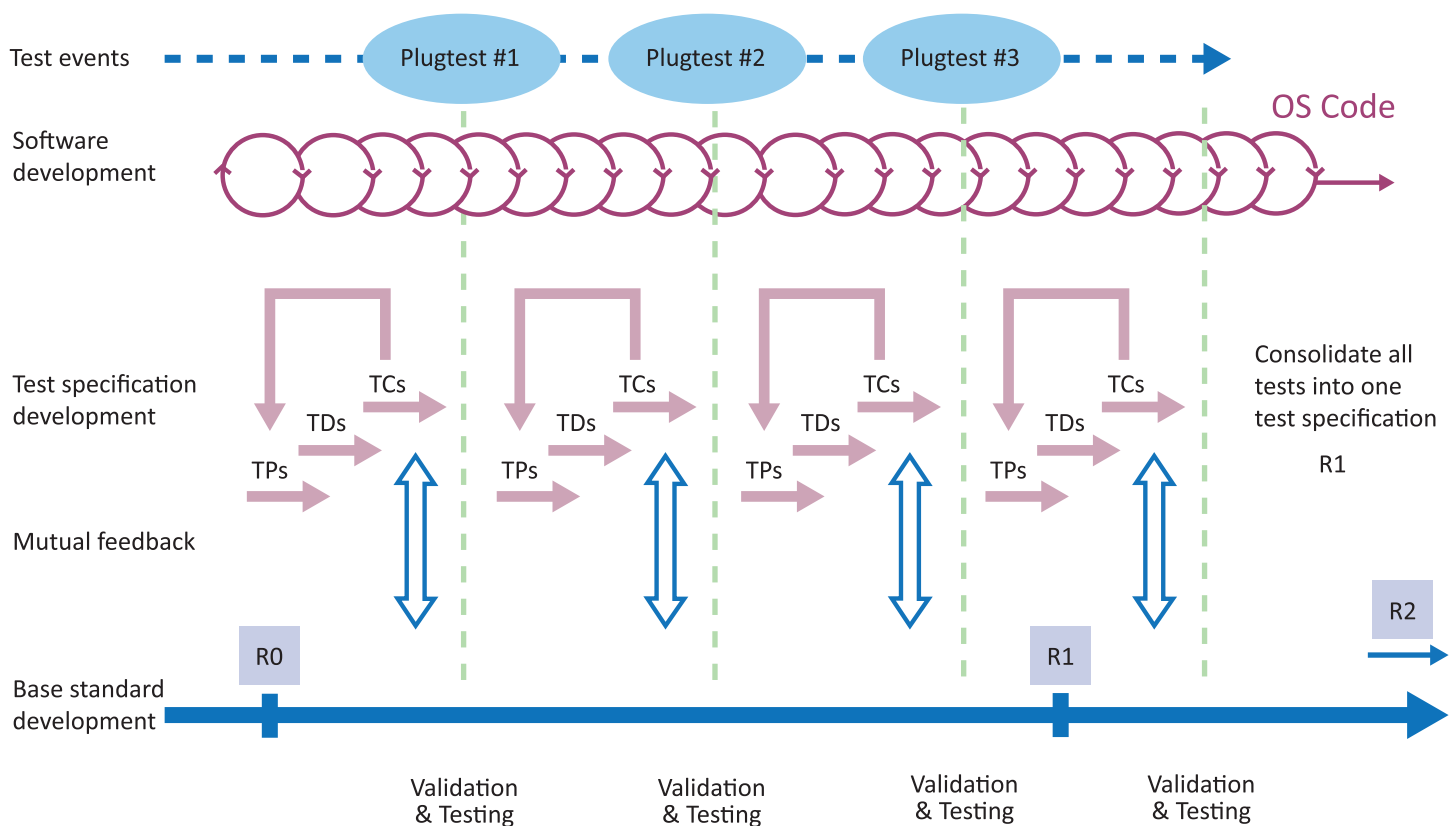 Test events
Plugtest #1
Plugtest #2
Plugtest #3
OS Code
Software
development
Test specification
development
TCs
TDs
TPs
TCs
TDs
TPs
TCs
TDs
TPs
TCs
TDs
TPs
Consolidate all
tests into one
test specification
R1
Mutual feedback
R0
R1
R2
Base standard
development
Validation
& Testing
Validation
& Testing
Validation
& Testing
Validation
& Testing